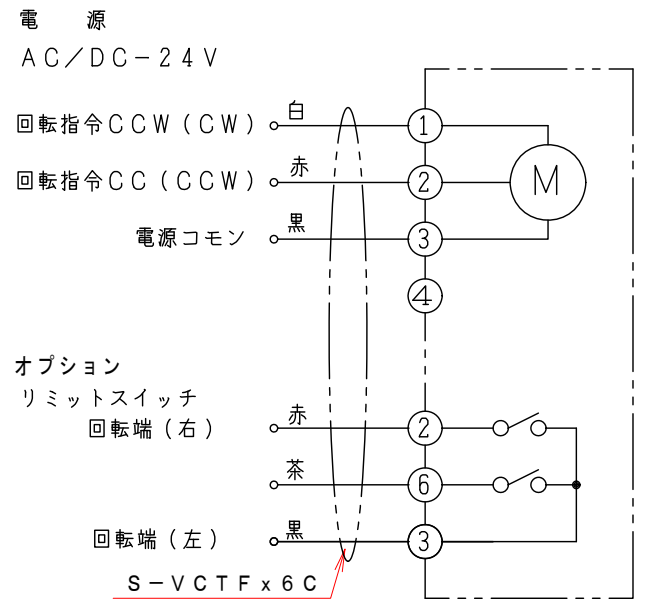 電 源
AC/DC-24V
白
回転指令CCW(CW) 1
M
赤
回転指令CC(CCW) 2
黒
電源コモン 3
4
オプション
リミットスイッチ
赤
回転端(右) 2
茶
6
黒
回転端(左) 3
S-VCTFx6C